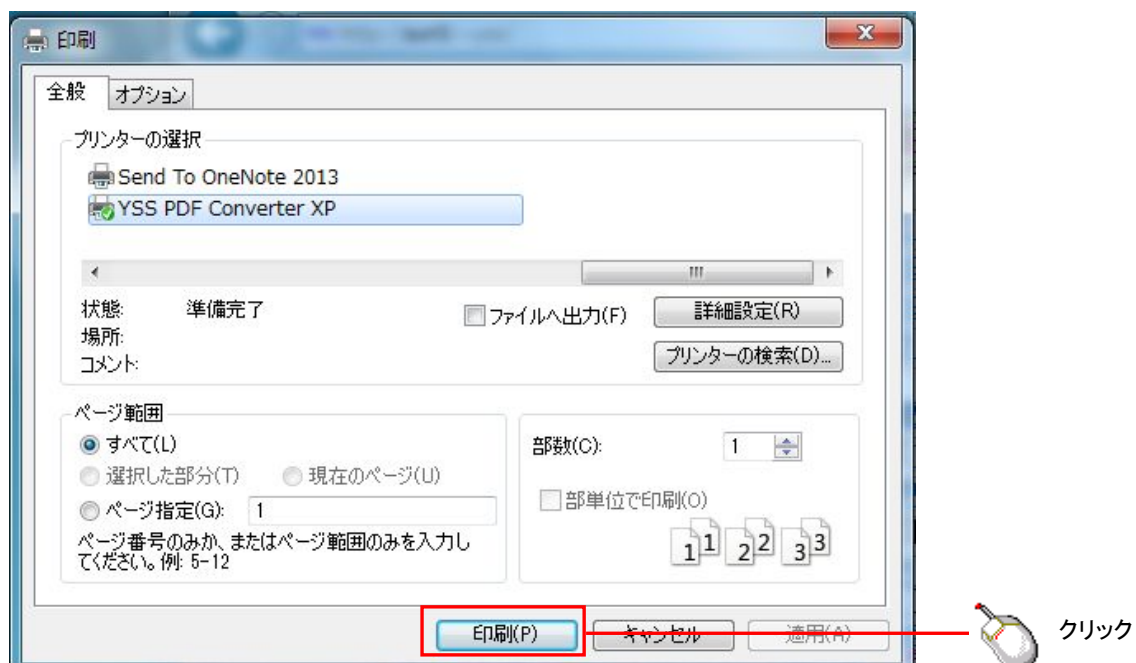 印刷
全般 オプション
プリンターの選択
Send To OneNote 2013
YSS PDF Converter XP
状態: 準備完了
ファイルへ出力(F)
詳細設定(R)
場所:
プリンターの検索(D)...
コメント:
ページ範囲
すべて(L)
選択した部分(T) 現在のページ(U)
ページ指定(G): 1
ページ番号のみか、またはページ範囲のみを入力し
てください。例: 5-12
部数(C): 1
部単位で印刷(O)
1 1 2 2 3 3
印刷(P) キャンセル 適用(A)
クリック